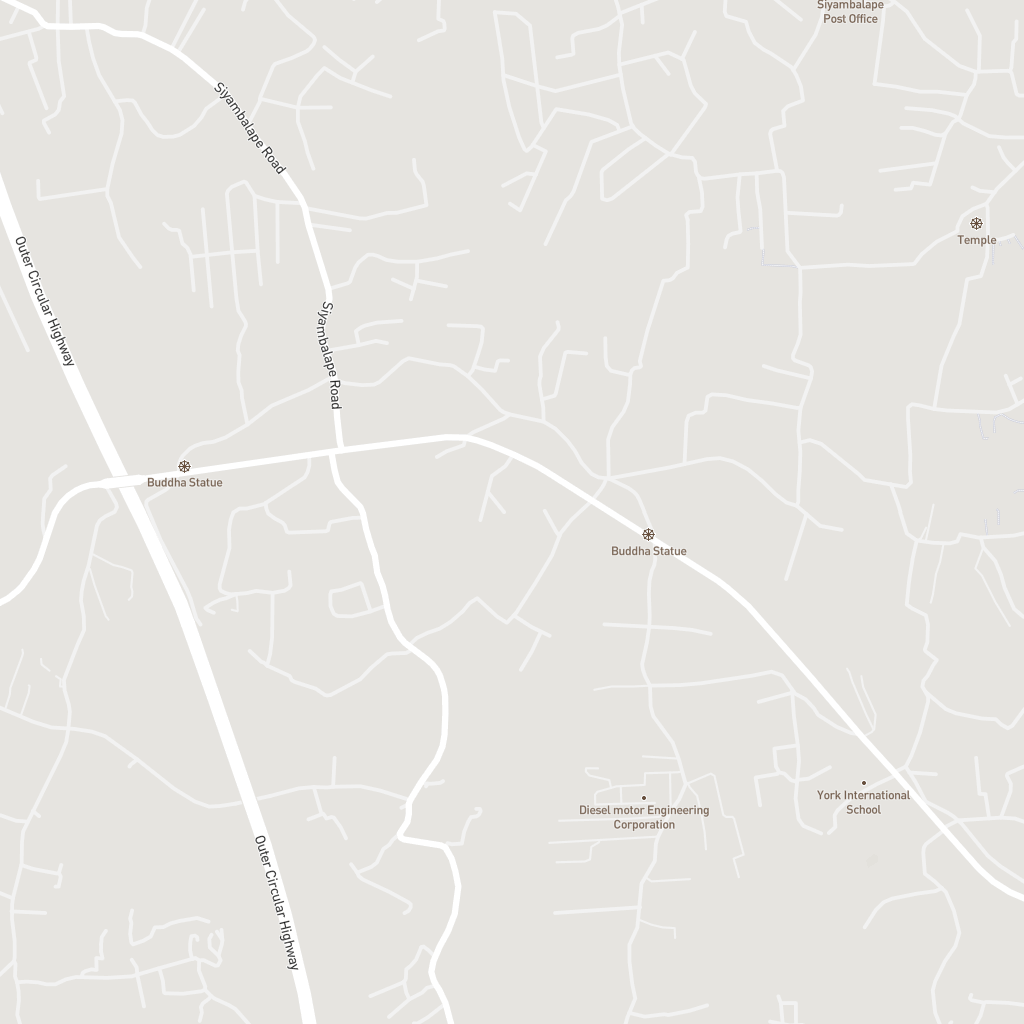 Siyambalape
Post Office
Siyambalape Road
Temple
Outer Circular Highway
Siyambalape Road
Buddha Statue
Buddha Statue
York International
School
Diesel motor Engineering
Corporation
Outer Circular Highway